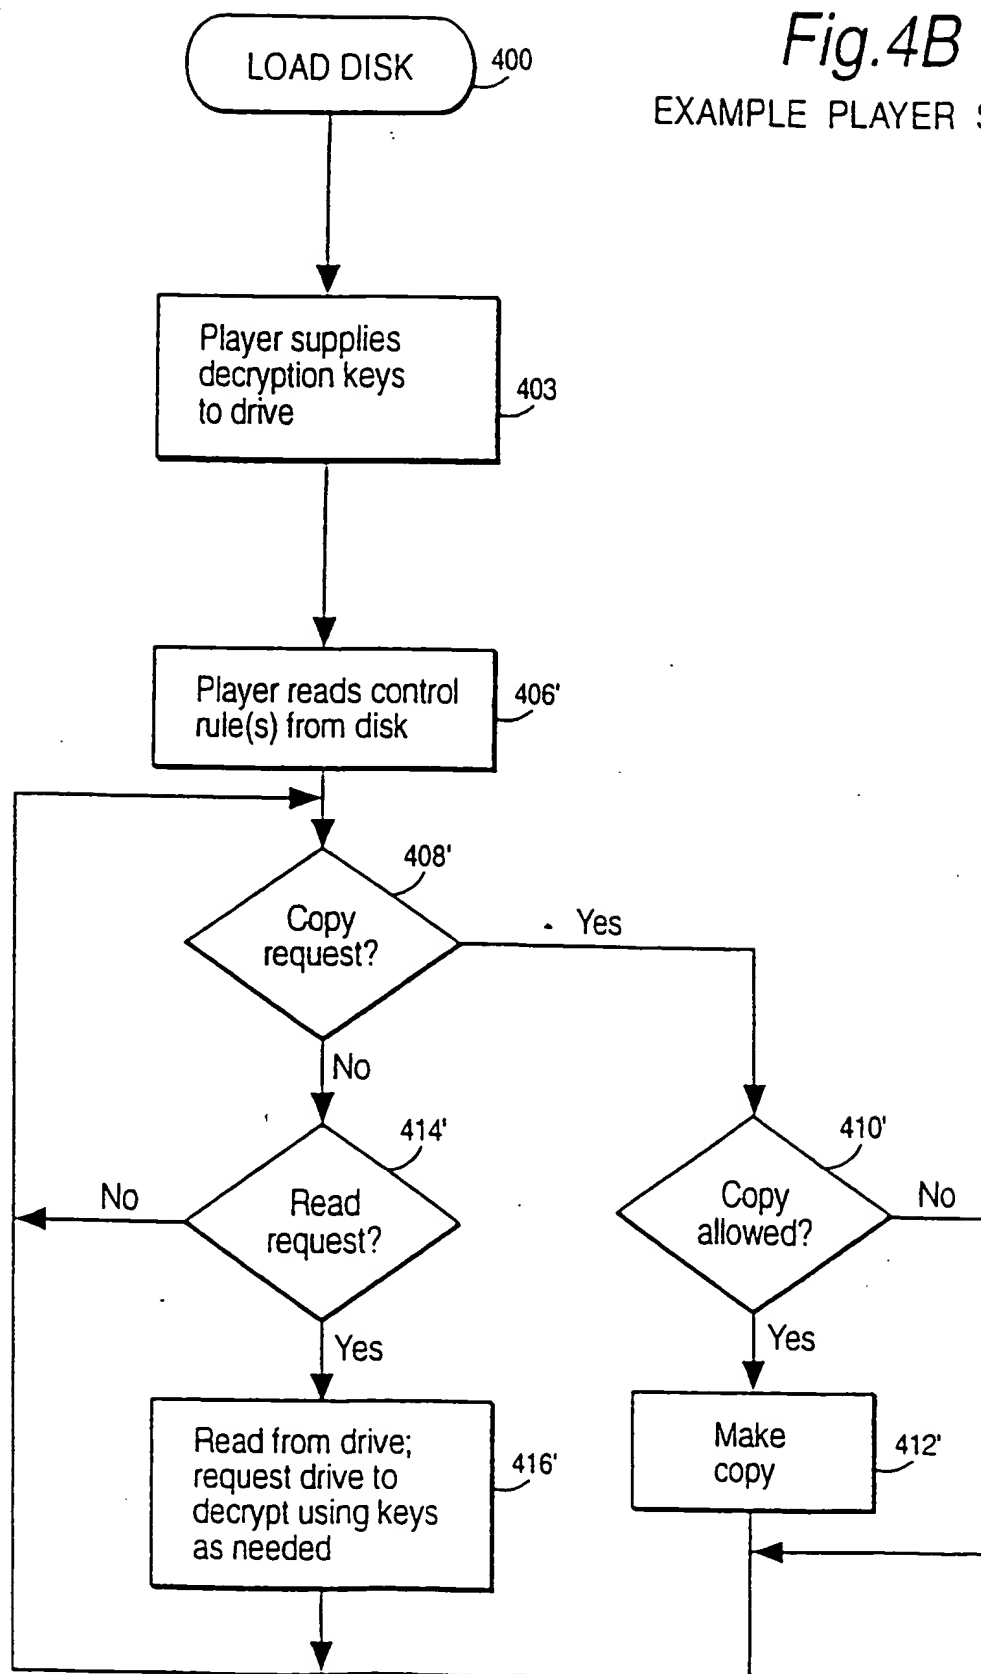 Fig.4B
EXAMPLE PLAYER
LOAD DISK
400
Player supplies
decryption keys
to drive
403
Player reads control
rule(s) from disk
406'
408'
Copy
request?
Yes
No
414'
Read
request?
No
Yes
410'
Copy
allowed?
No
Yes
Read from drive;
request drive to
decrypt using keys
as needed
416'
Make
copy
412'